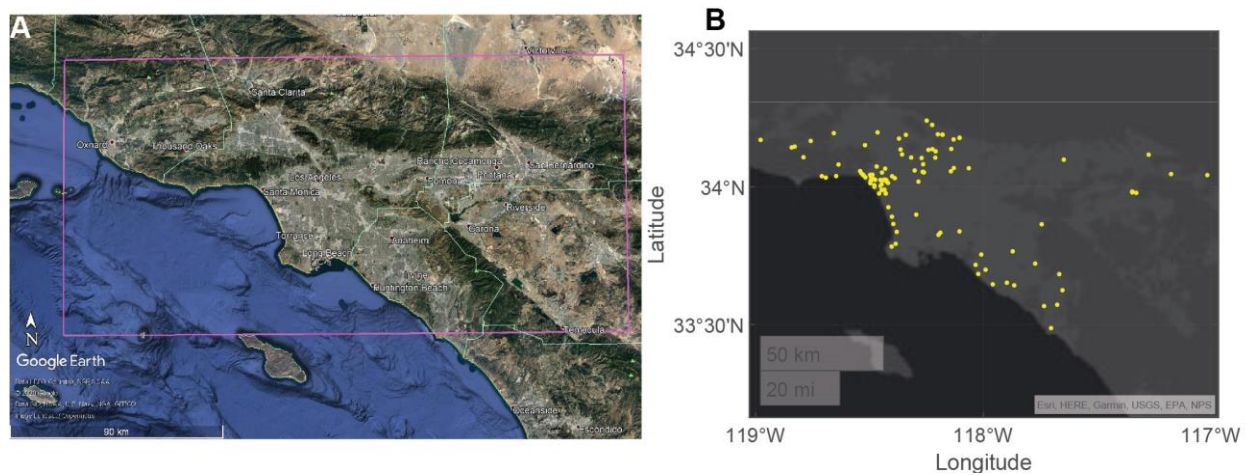 A
Victorville
Santa Clarita
Oxnard
Thousand Oaks
Rancho Cucamonga
San Bernardino
Los Angeles
Pomona
Fontana
Santa Monica
Riverside
Torrance
Corona
Anaheim
Long Beach
Huntington Beach
Temecula
N
Google Earth
90 km
Oceanside
Escondido
B
34°30'N
34°N
33°30'N
Latitude
50 km
20 mi
Esri, HERE, Garmin, USGS, EPA, NPS
119°W
118°W
117°W
Longitude